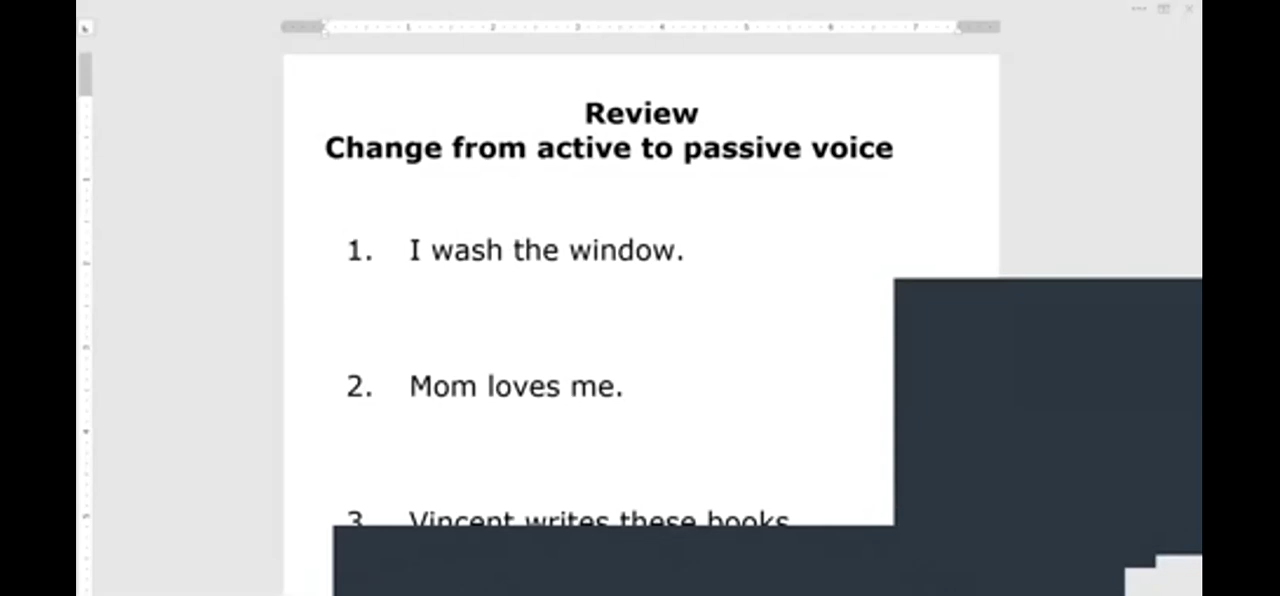 Review
Change from active to passive voice
1. I wash the window.
2. Mom loves me.
3. Vincent writes these books